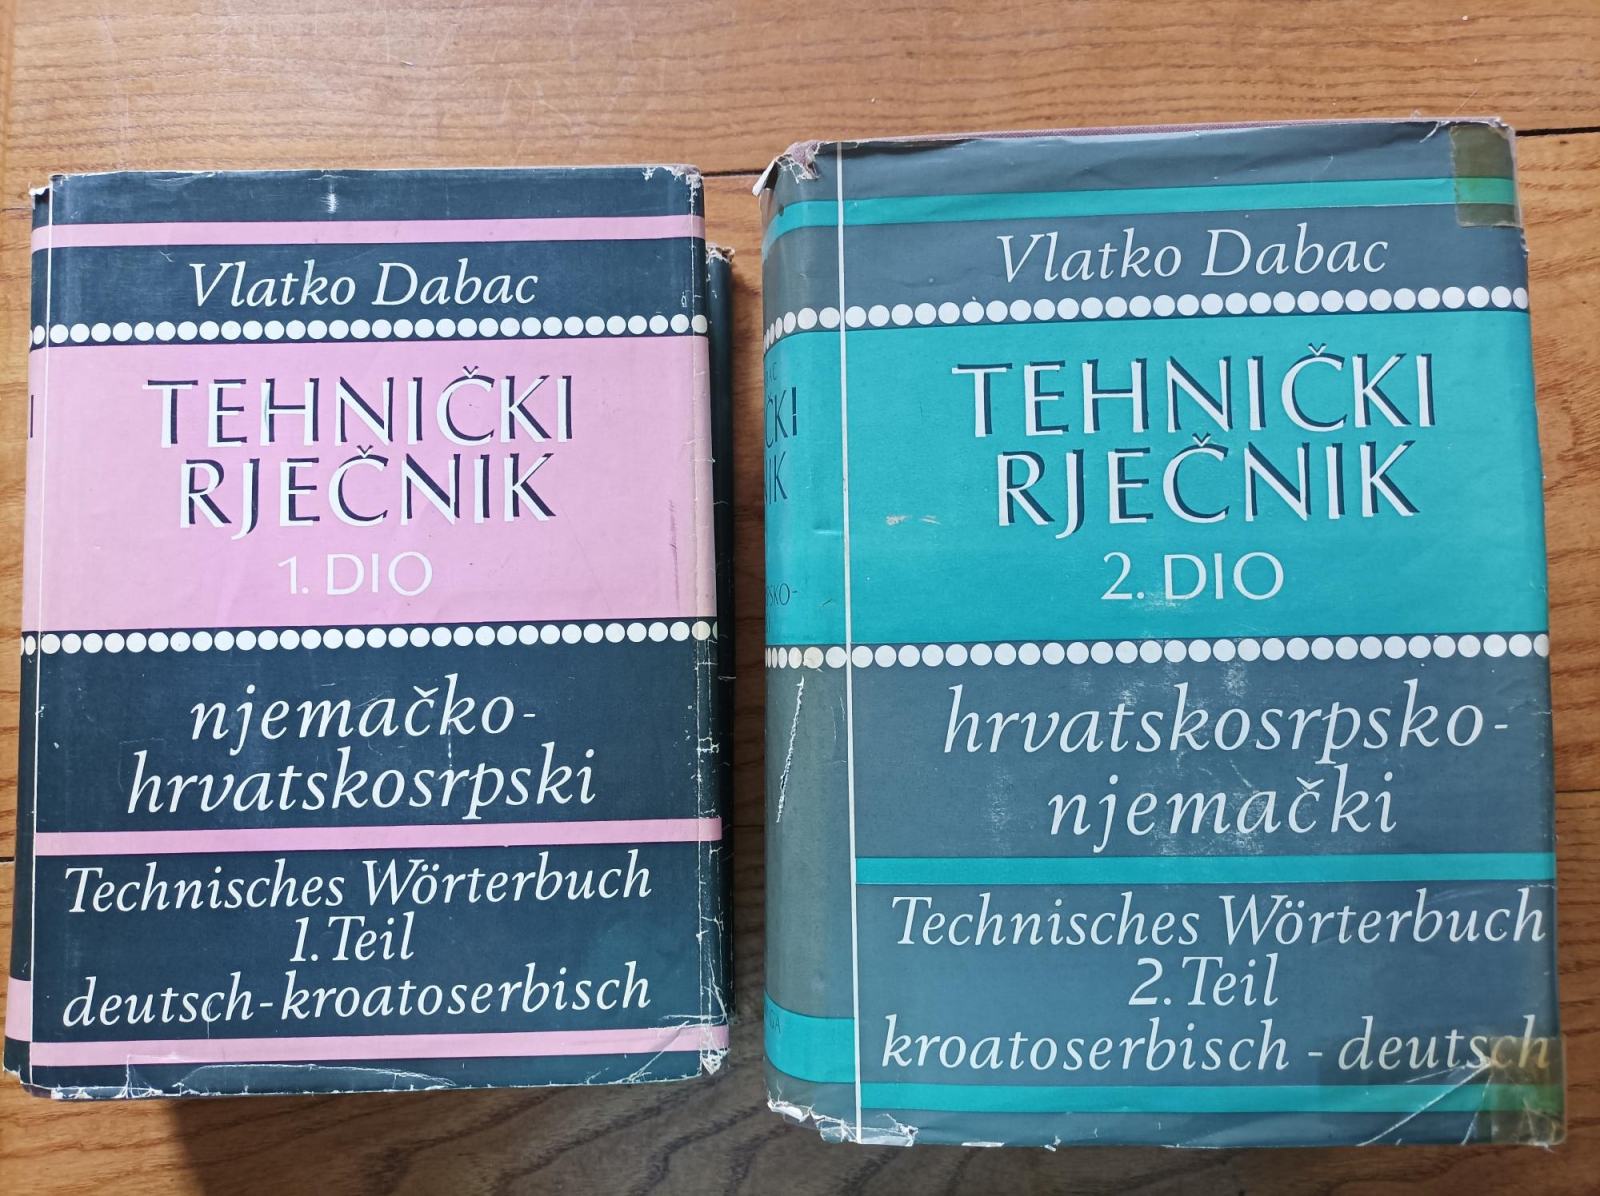 Vlatko Dabac
TEHNIČKI
RJEČNIK
1. DIO
njemačko-
hrvatskosrpski
Technisches Wörterbuch
1. Teil
deutsch-kroatoserbisch
Vlatko Dabac
TEHNIČKI
RJEČNIK
2. DIO
hrvatskosrpsko-
njemački
Technisches Wörterbuch
2. Teil
kroatoserbisch - deutsch